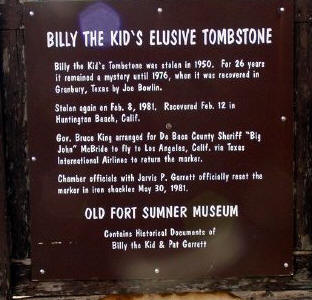 BILLY THE KID'S ELUSIVE TOMBSTONE
Billy the Kid's Tombstone was stolen in 1950. For 26 years
it remained a mystery until 1976, when it was recovered in
Granbury, Texas by Joe Bowlin.
Stolen again on Feb. 8, 1981. Recovered Feb. 12 in
Huntington Beach, Calif.
Gov. Bruce King arranged for De Baca County Sheriff "Big
John" McBride to fly to Los Angeles, Calif. via Texas
International Airlines to return the marker.
Chamber officials with Jarvis P. Garrett officially reset the
marker in iron shackles May 30, 1981.
OLD FORT SUMNER MUSEUM
Contains Historical Documents of
Billy the Kid & Pat Garrett